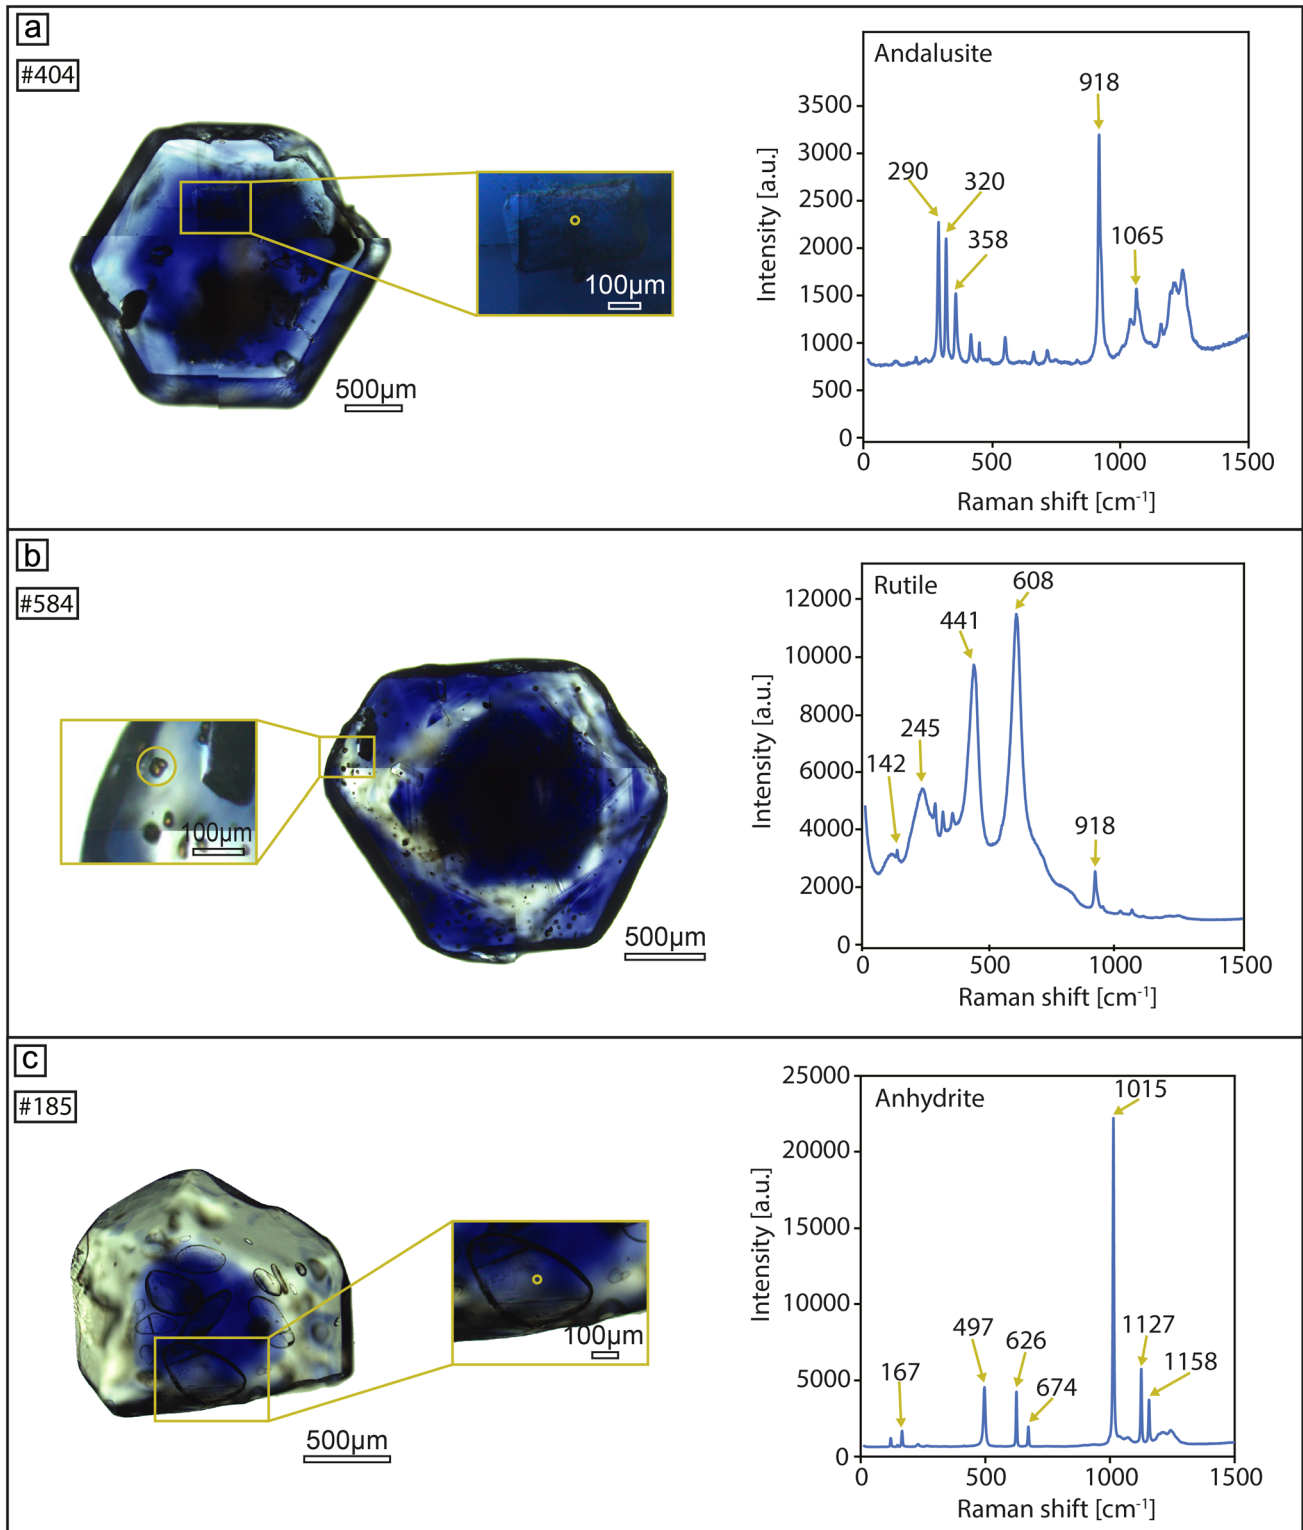 a
#404
500µm
100µm
Andalusite
918
290
320
358
1065
Intensity [a.u.]
3500
3000
2500
2000
1500
1000
500
0
0 500 1000 1500
Raman shift [cm-1]
b
#584
100µm
500µm
Rutile
608
441
245
142
918
Intensity [a.u.]
12000
10000
8000
6000
4000
2000
0
0 500 1000 1500
Raman shift [cm-1]
c
#185
500µm
100µm
Anhydrite
1015
497
626
1127
1158
674
167
Intensity [a.u.]
25000
20000
15000
10000
5000
0
0 500 1000 1500
Raman shift [cm-1]